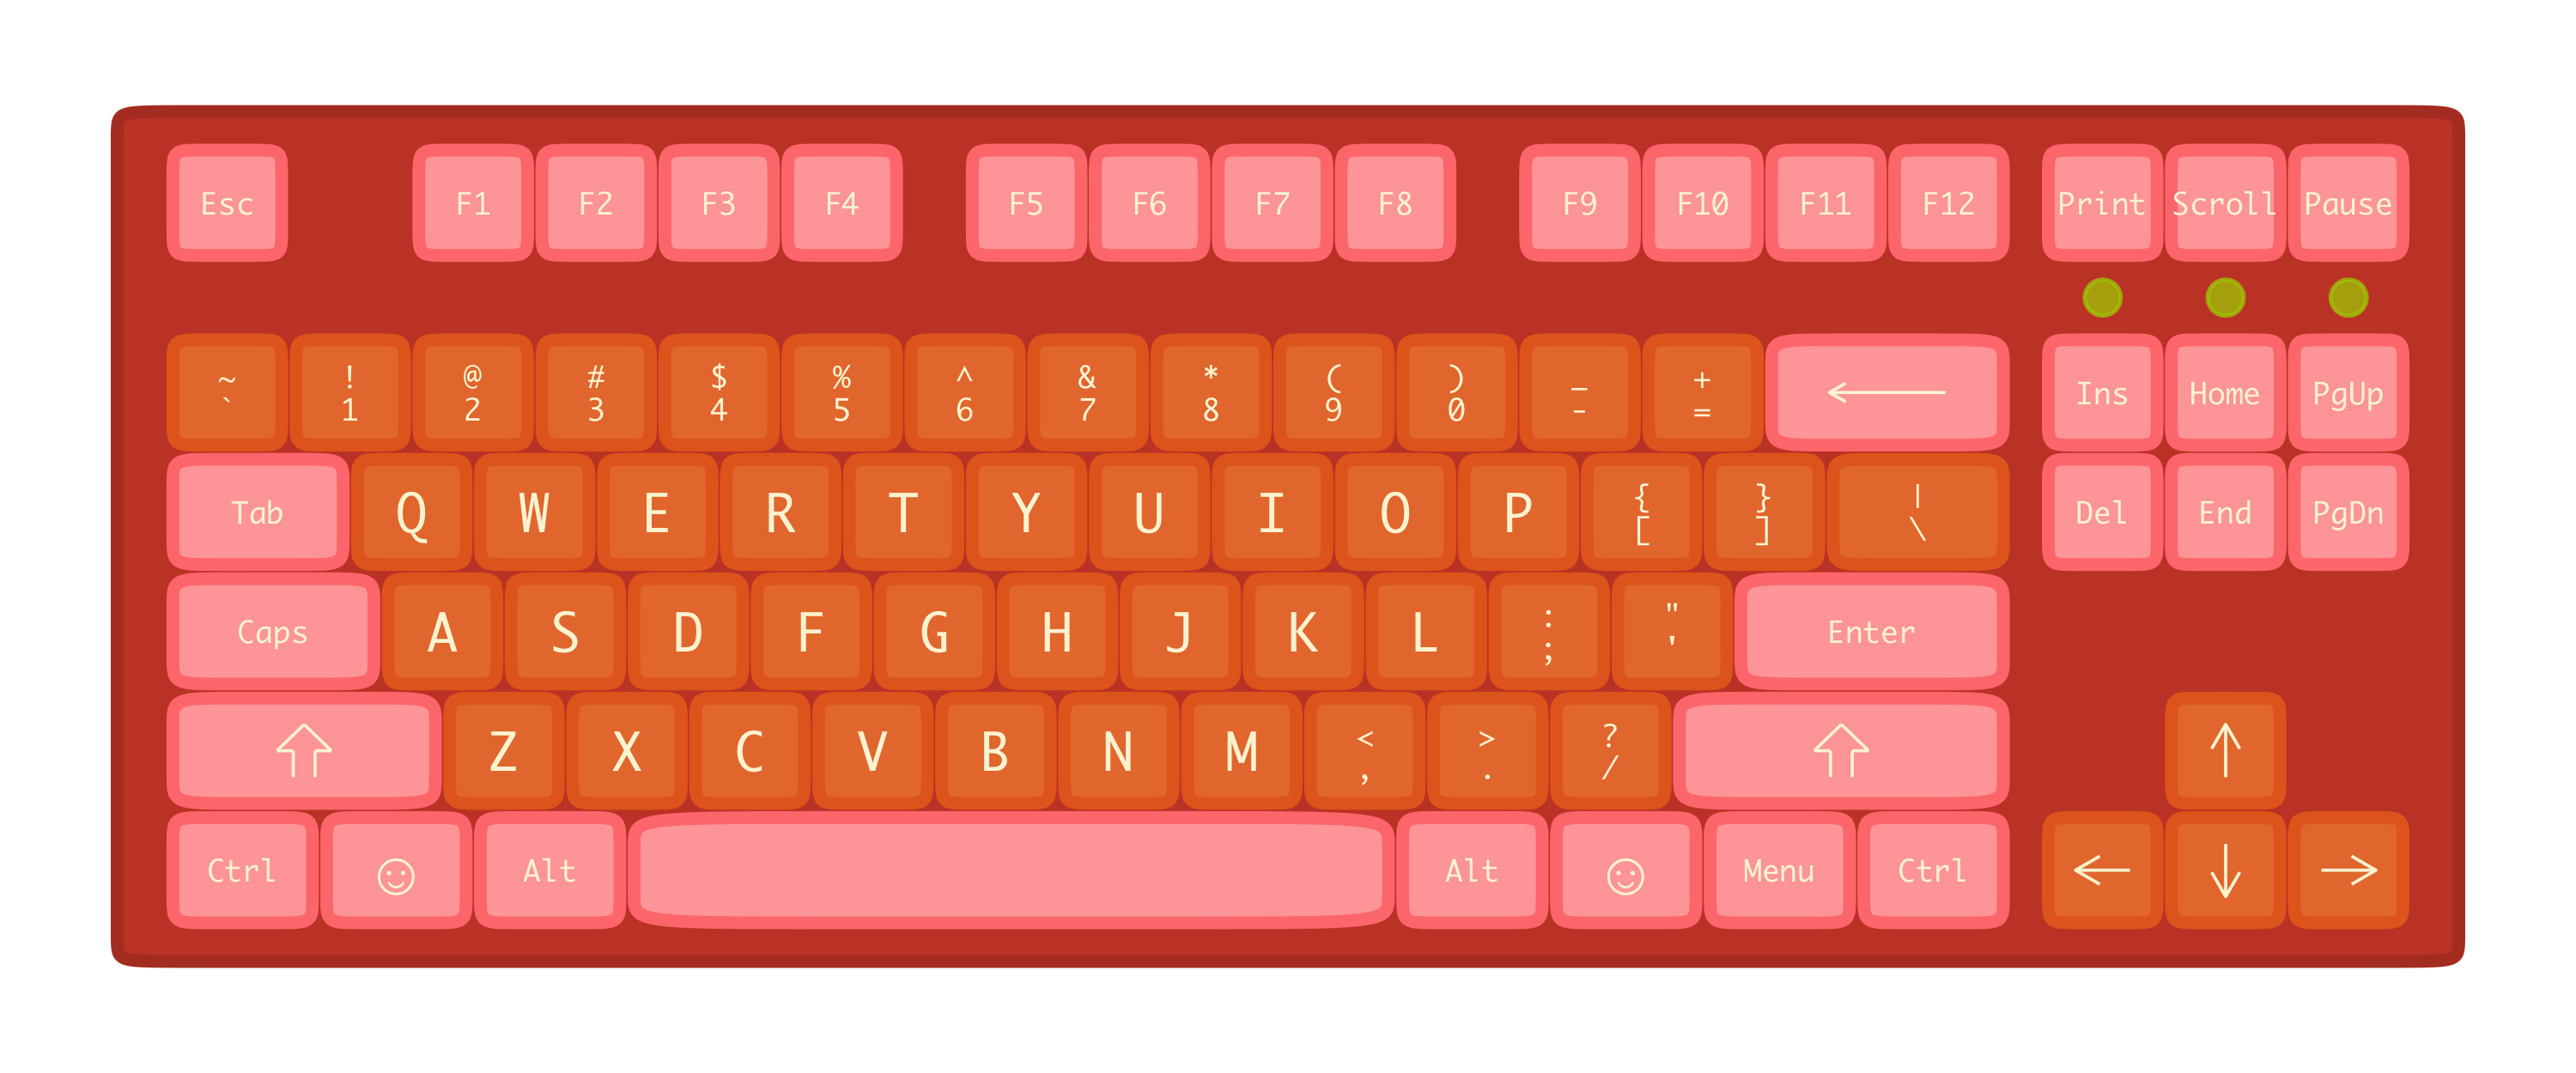 Esc F1 F2 F3 F4 F5 F6 F7 F8 F9 F10 F11 F12 Print Scroll Pause
~ ! @ # $ % ^ & * ( ) _ +
` 1 2 3 4 5 6 7 8 9 0 - = ← Ins Home PgUp
Tab Q W E R T Y U I O P { } | Del End PgDn
[ ] \
Caps A S D F G H J K L : " Enter
; '
⇧ Z X C V B N M < > ? ⇧ ↑
, . /
Ctrl ☺ Alt Alt ☺ Menu Ctrl ← ↓ →